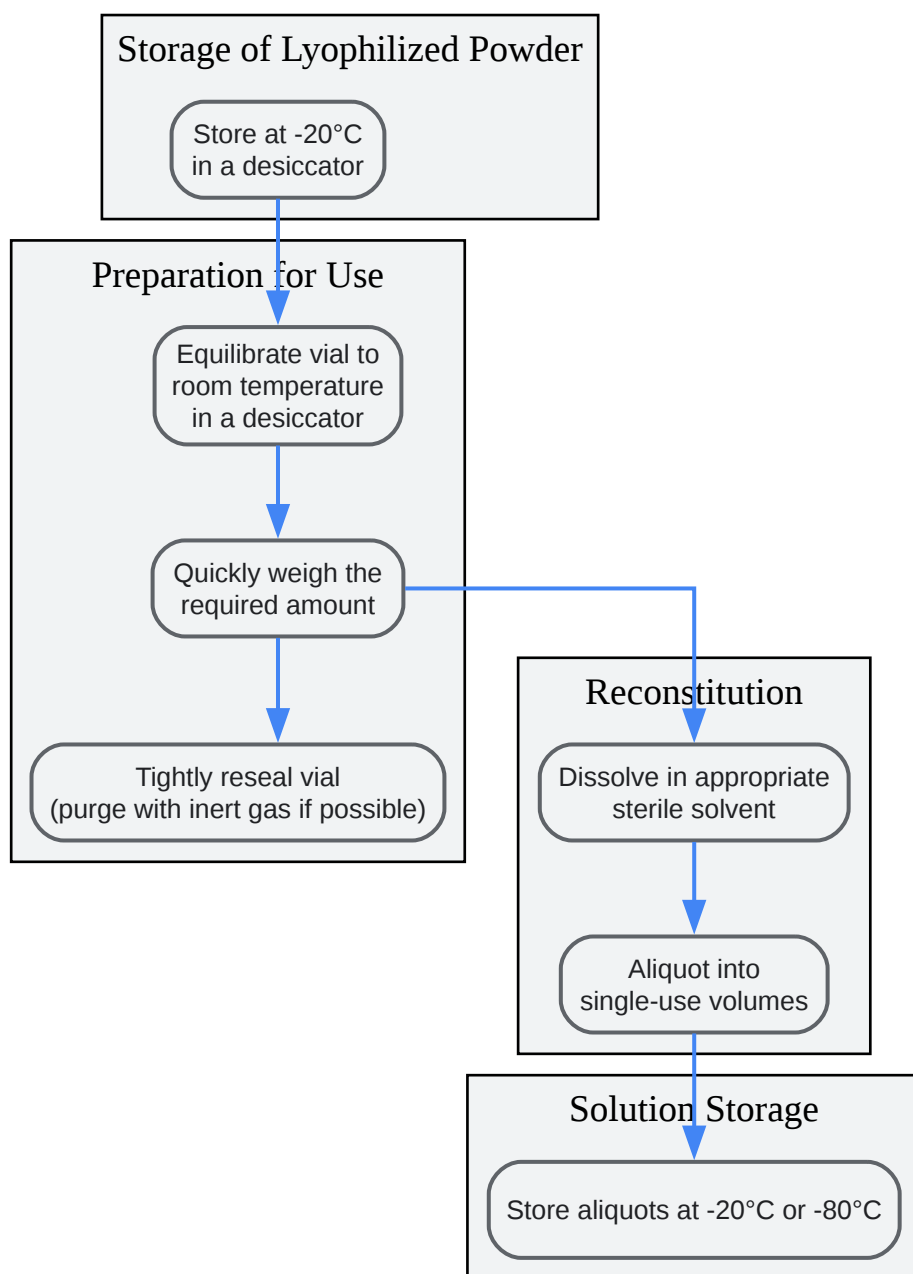 Storage of Lyophilized Powder
Store at -20°C
in a desiccator
Preparation for Use
Equilibrate vial to
room temperature
in a desiccator
Quickly weigh the
required amount
Tightly reseal vial
(purge with inert gas if possible)
Reconstitution
Dissolve in appropriate
sterile solvent
Aliquot into
single-use volumes
Solution Storage
Store aliquots at -20°C or -80°C